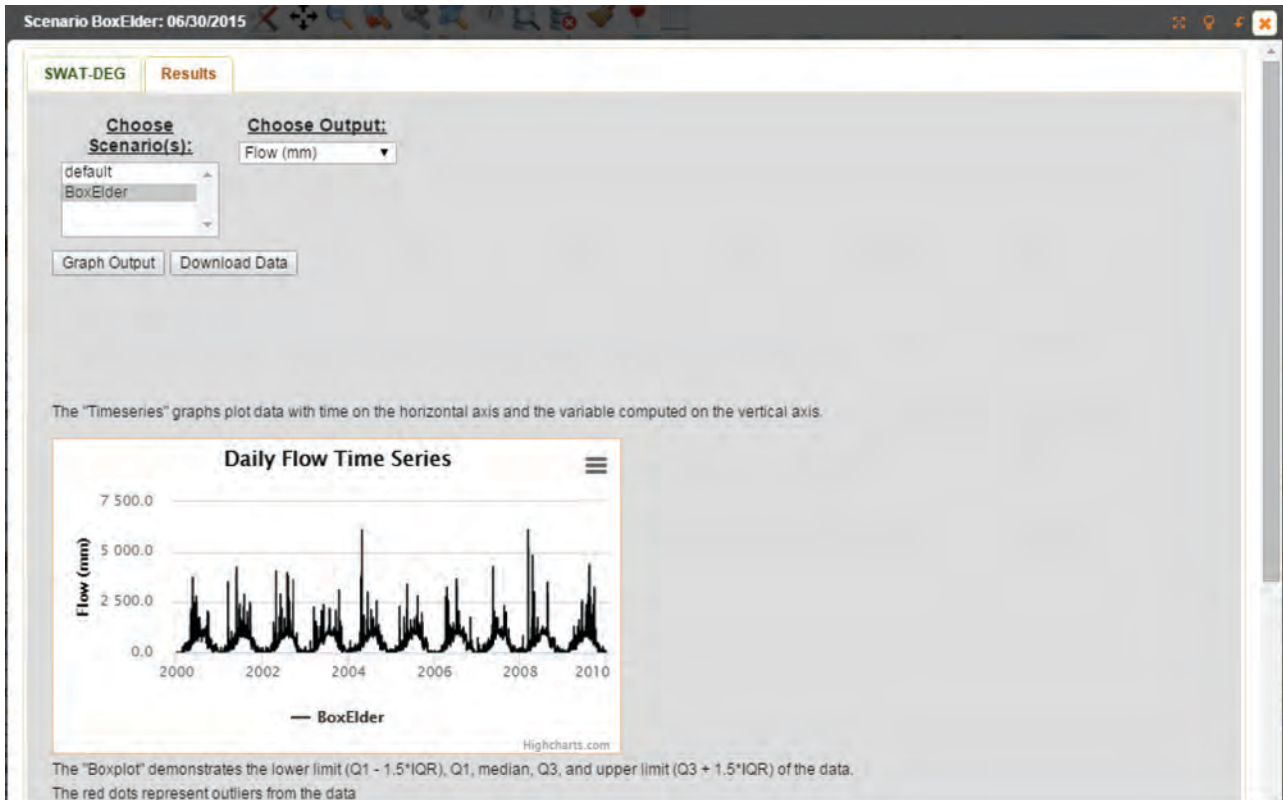 Scenario BoxElder: 06/30/2015
SWAT-DEG
Results
Choose
Scenario(s):
Choose Output:
Flow (mm)
default
BoxElder
Graph Output
Download Data
The "Timeseries" graphs plot data with time on the horizontal axis and the variable computed on the vertical axis.
Daily Flow Time Series
Flow (mm)
7 500.0
5 000.0
2 500.0
0.0
2000
2002
2004
2006
2008
2010
BoxElder
Highcharts.com
The "Boxplot" demonstrates the lower limit (Q1 - 1.5*IQR), Q1, median, Q3, and upper limit (Q3 + 1.5*IQR) of the data.
The red dots represent outliers from the data